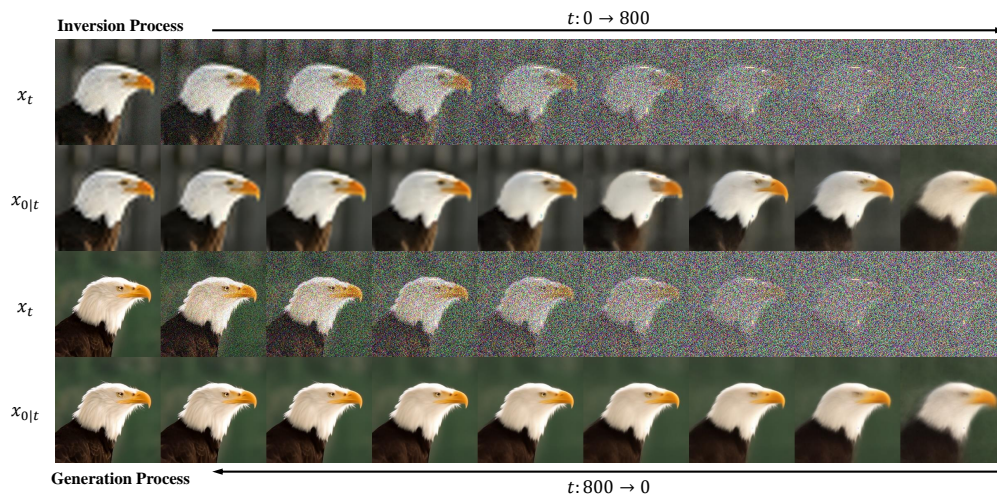 t: 0 → 800
Inversion Process
x_t
x_{0|t}
x_t
x_{0|t}
Generation Process
t: 800 → 0